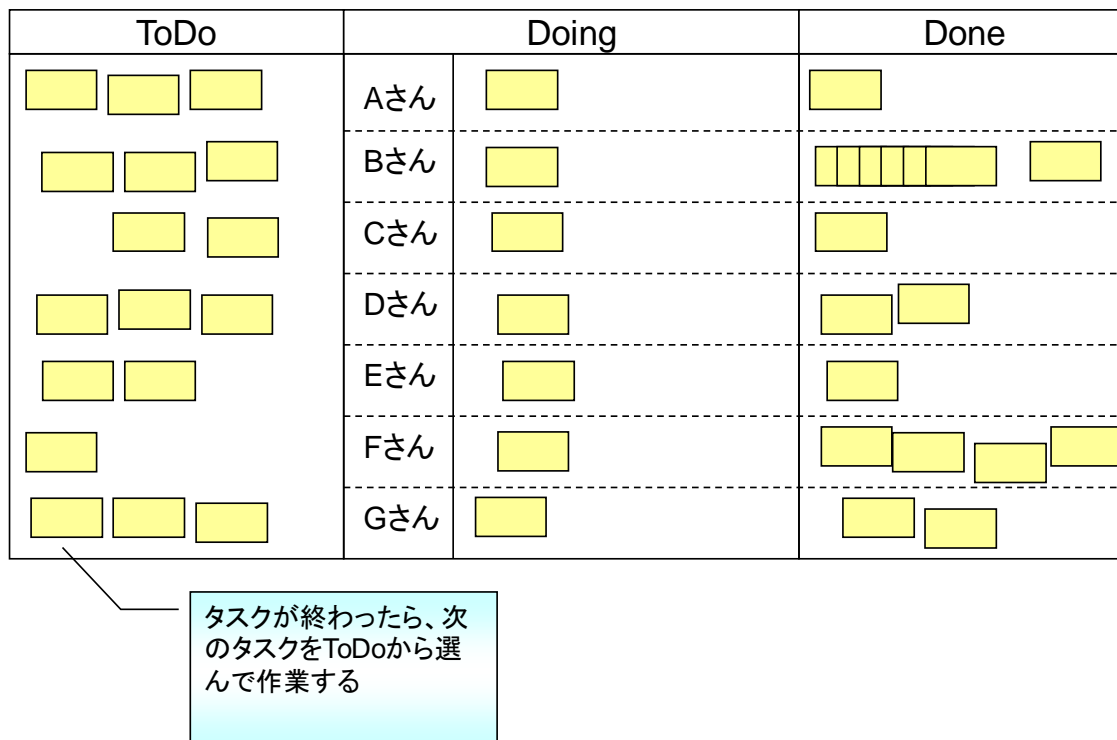 ToDo
Doing
Done
Aさん
Bさん
Cさん
Dさん
Eさん
Fさん
Gさん
タスクが終わったら、次
のタスクをToDoから選
んで作業する